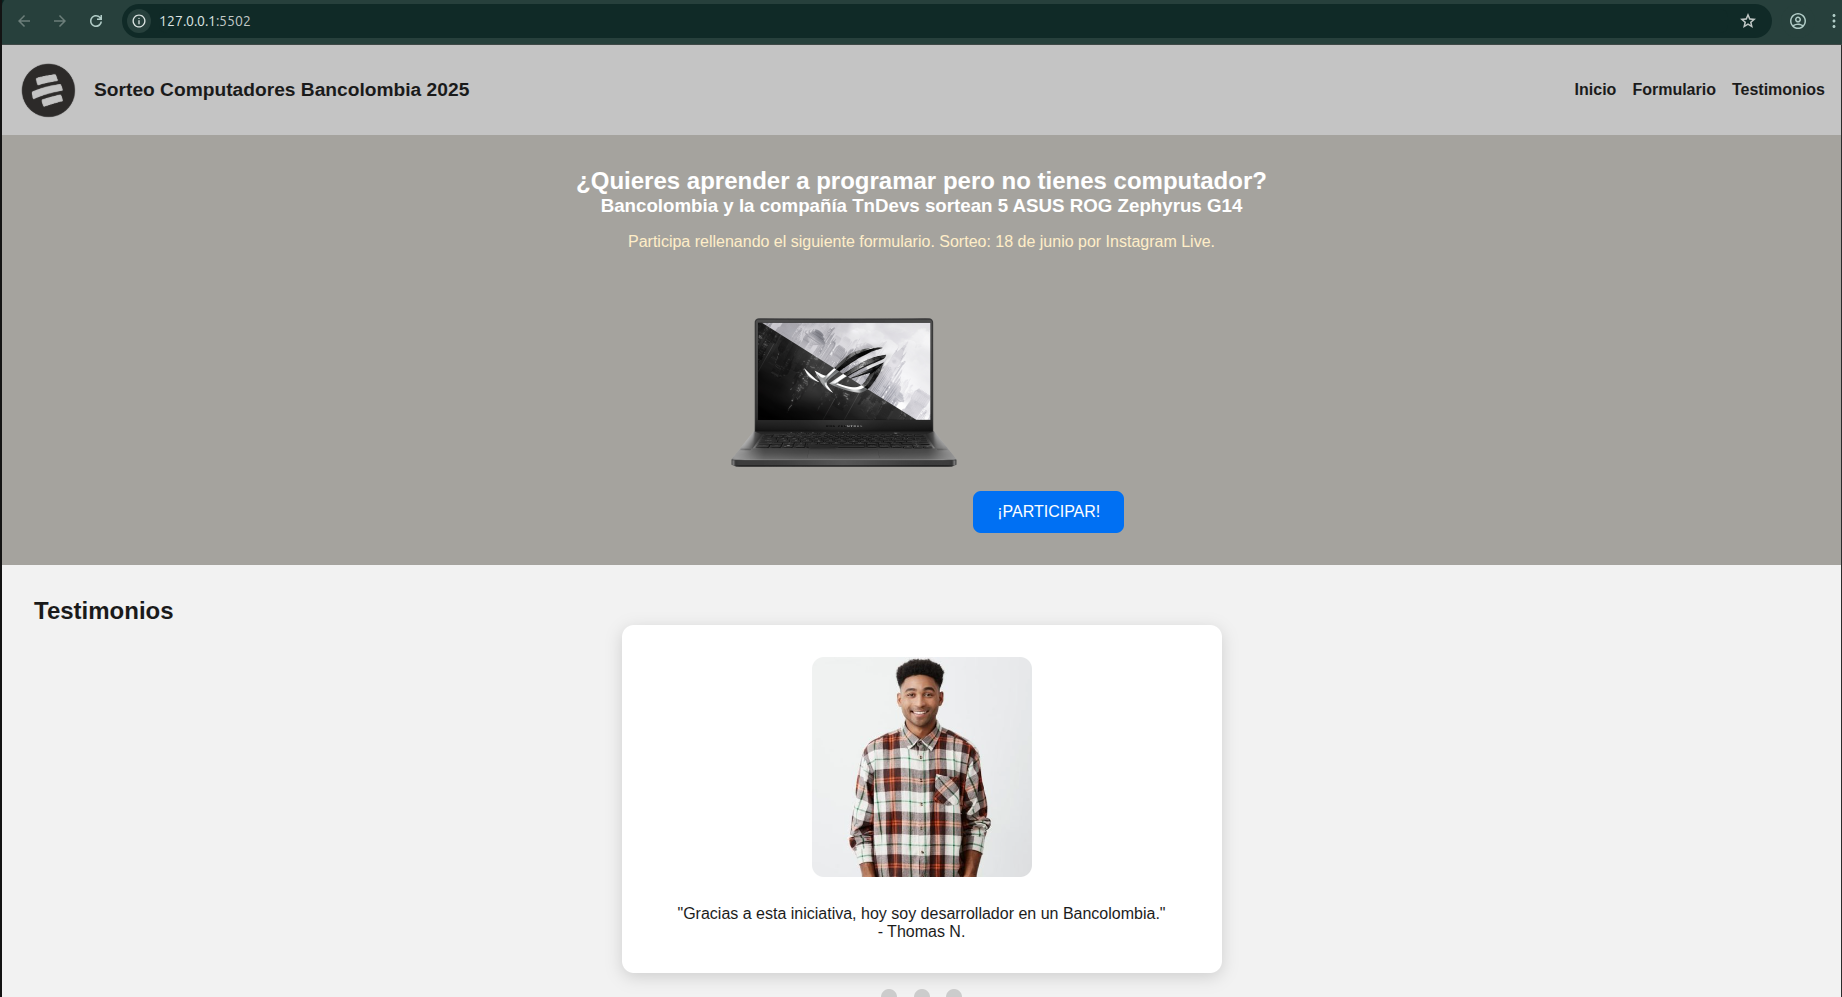 127.0.0.1:5502
Sorteo Computadores Bancolombia 2025
Inicio Formulario Testimonios
¿Quieres aprender a programar pero no tienes computador?
Bancolombia y la compañía TnDevs sortean 5 ASUS ROG Zephyrus G14
Participa rellenando el siguiente formulario. Sorteo: 18 de junio por Instagram Live.
¡PARTICIPAR!
Testimonios
"Gracias a esta iniciativa, hoy soy desarrollador en un Bancolombia."
- Thomas N.